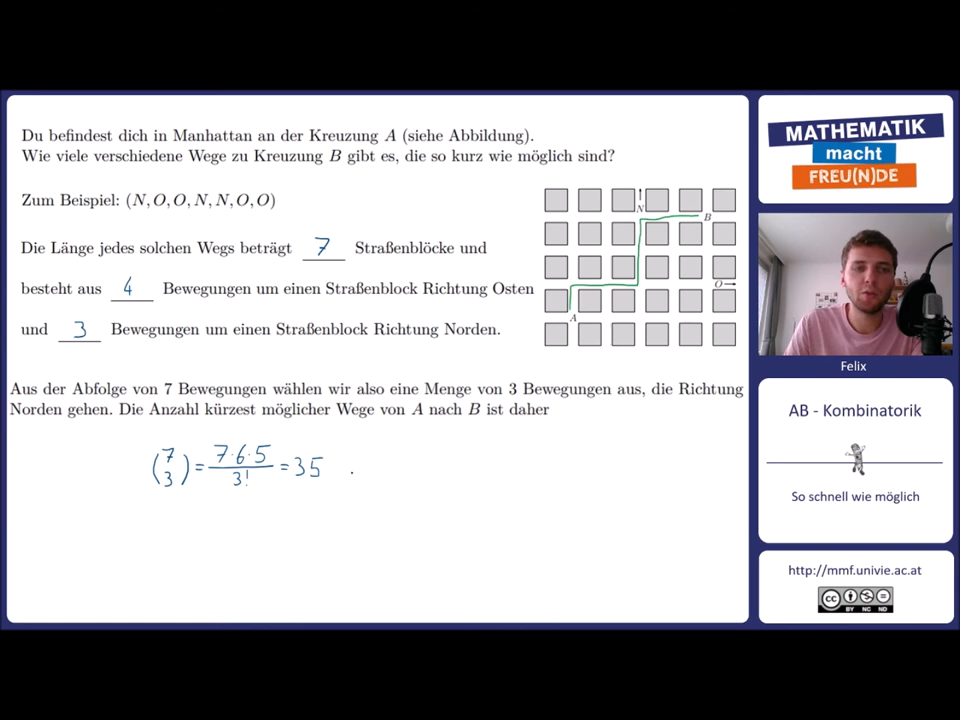 Du befindest dich in Manhattan an der Kreuzung A (siehe Abbildung).
Wie viele verschiedene Wege zu Kreuzung B gibt es, die so kurz wie möglich sind?
Zum Beispiel: (N, O, O, N, N, O, O)
Die Länge jedes solchen Wegs beträgt 7 Straßenblöcke und
besteht aus 4 Bewegungen um einen Straßenblock Richtung Osten
und 3 Bewegungen um einen Straßenblock Richtung Norden.
N
B
O
A
Aus der Abfolge von 7 Bewegungen wählen wir also eine Menge von 3 Bewegungen aus, die Richtung
Norden gehen. Die Anzahl kürzest möglicher Wege von A nach B ist daher
(7 3) = 7·6·5 / 3! = 35 .
MATHEMATIK
macht
FREU(N)DE
Felix
AB - Kombinatorik
So schnell wie möglich
http://mmf.univie.ac.at
cc
BY NC ND